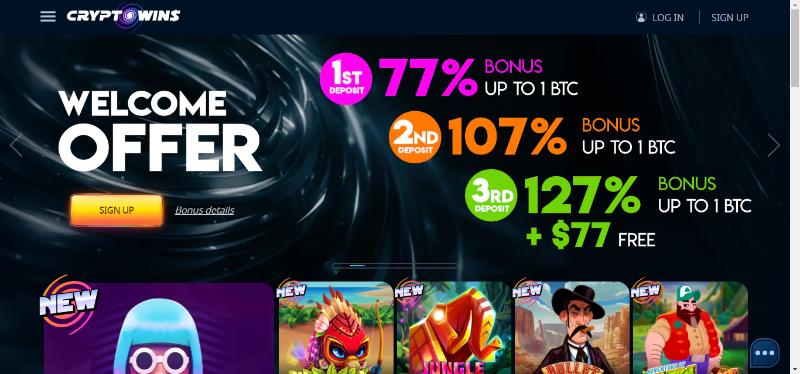 CRYPTOWINS
LOG IN
SIGN UP
WELCOME
OFFER
SIGN UP
Bonus details
1ST
DEPOSIT
77%
BONUS
UP TO 1 BTC
2ND
DEPOSIT
107%
BONUS
UP TO 1 BTC
3RD
DEPOSIT
127%
BONUS
UP TO 1 BTC
+ $77 FREE
NEW
NEW
NEW
NEW
NEW
JUNGLE
BULLET